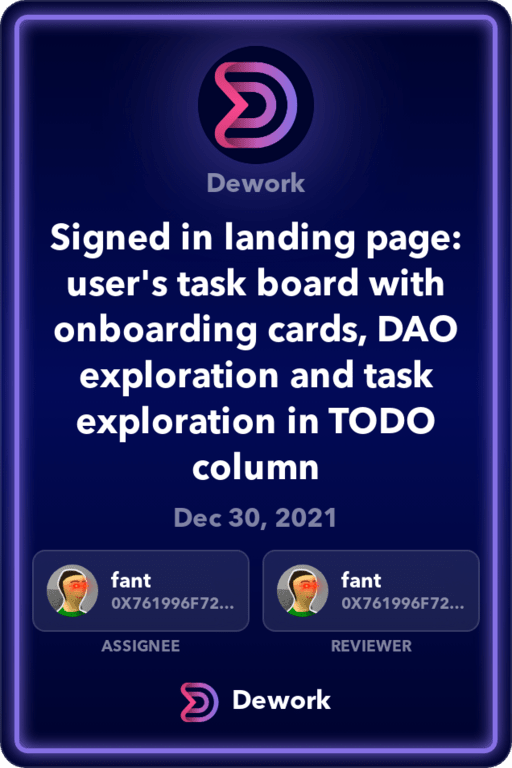 Dework
Signed in landing page:
user's task board with
onboarding cards, DAO
exploration and task
exploration in TODO
column
Dec 30, 2021
fant
0X761996F72...
ASSIGNEE
fant
0X761996F72...
REVIEWER
Dework